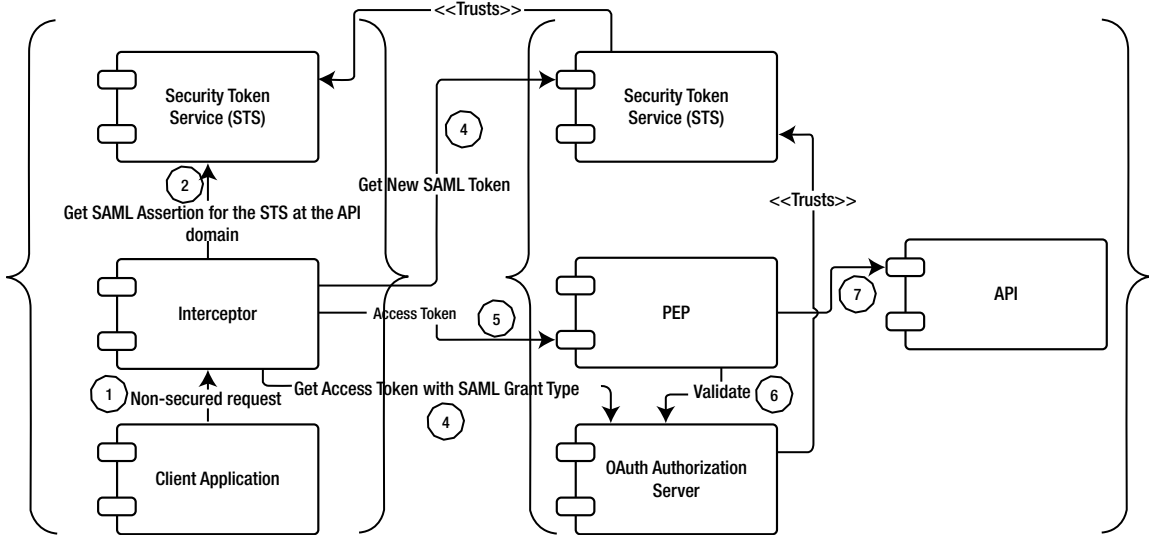 <<Trusts>>
Security Token
Service (STS)
Security Token
Service (STS)
4
2
Get New SAML Token
Get SAML Assertion for the STS at the API
domain
<<Trusts>>
Interceptor
Access Token
5
PEP
7
API
1
Non-secured request
Get Access Token with SAML Grant Type
4
Validate
6
Client Application
OAuth Authorization
Server